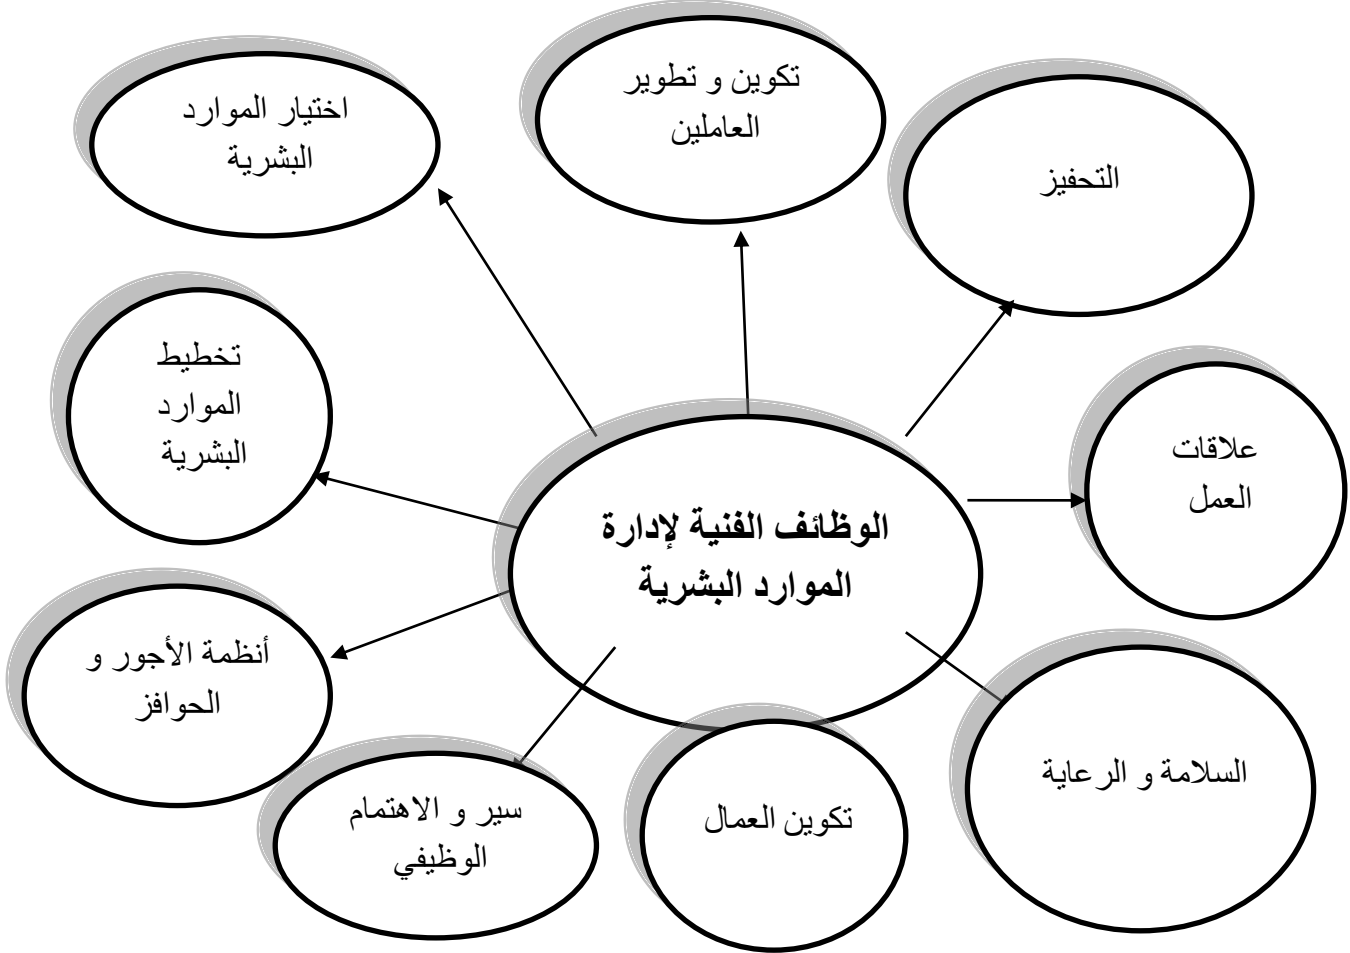 تكوين و تطوير
العاملين
اختيار الموارد
البشرية
التحفيز
تخطيط
الموارد
البشرية
علاقات
العمل
الوظائف الفنية لإدارة
الموارد البشرية
أنظمة الأجور و
الحوافز
السلامة و الرعاية
سير و الاهتمام
الوظيفي
تكوين العمال